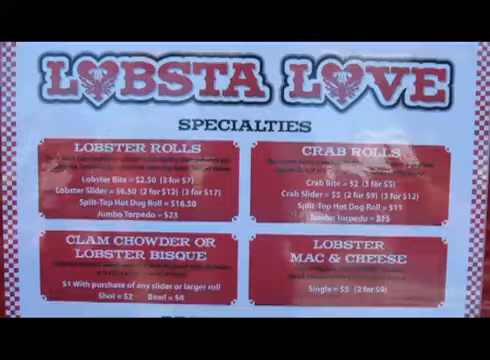 LOBSTA LOVE
SPECIALTIES
LOBSTER ROLLS
Lobster Bite = $2.50 (3 for $7)
Lobster Slider = $6.50 (2 for $12) (3 for $17)
Split-Top Hot Dog Roll = $16.50
Jumbo Torpedo = $23
CRAB ROLLS
Crab Bite = $2 (3 for $5)
Crab Slider = $5 (2 for $9) (3 for $12)
Split-Top Hot Dog Roll = $11
Jumbo Torpedo = $15
CLAM CHOWDER OR
LOBSTER BISQUE
$1 With purchase of any slider or larger roll
Shot = $2 Bowl = $8
LOBSTER
MAC & CHEESE
Single = $5 (2 for $9)